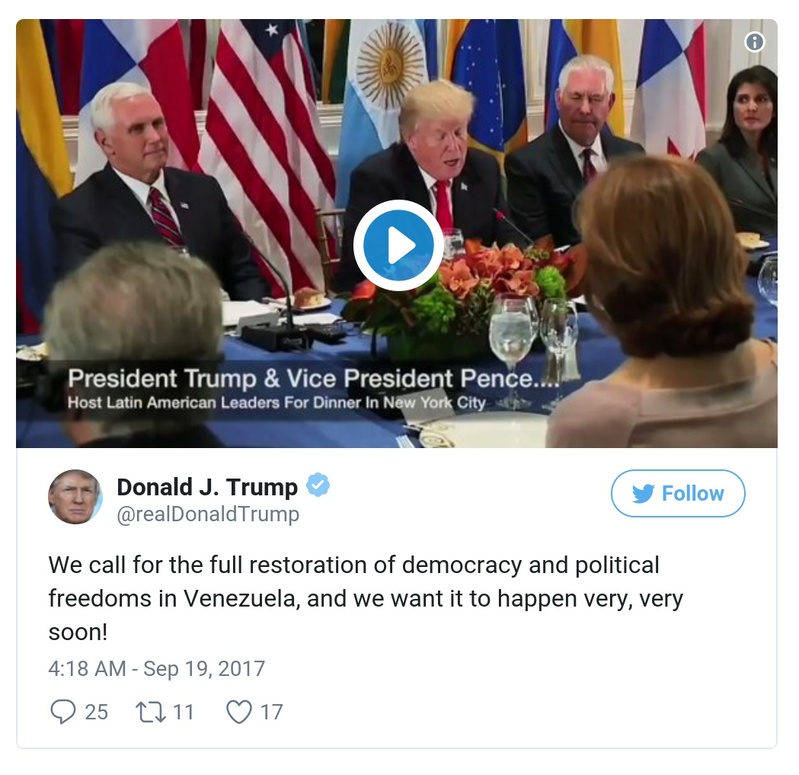 President Trump & Vice President Pence....
Host Latin American Leaders For Dinner In New York City
Donald J. Trump
@realDonaldTrump
Follow
We call for the full restoration of democracy and political
freedoms in Venezuela, and we want it to happen very, very
soon!
4:18 AM - Sep 19, 2017
25 11 17